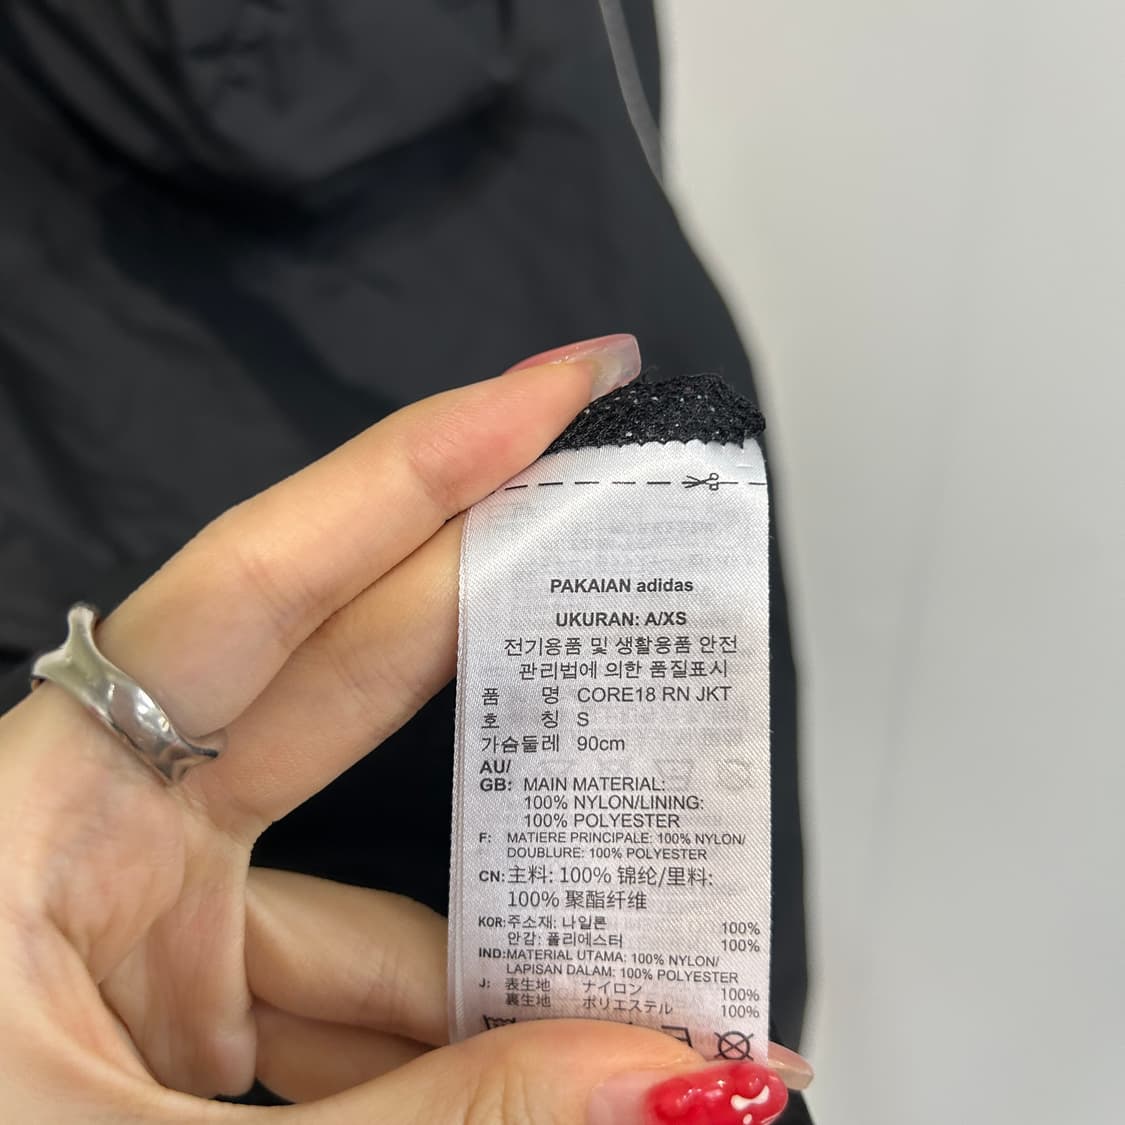 PAKAIAN adidas
UKURAN: A/XS
전기용품 및 생활용품 안전
관리법에 의한 품질표시
품 명 CORE18 RN JKT
호 칭 S
가슴둘레 90cm
AU/
GB: MAIN MATERIAL:
100% NYLON/LINING:
100% POLYESTER
F: MATIERE PRINCIPALE: 100% NYLON/
DOUBLURE: 100% POLYESTER
CN: 主料: 100% 锦纶/里料:
100% 聚酯纤维
KOR: 주소재: 나일론 100%
안감: 폴리에스터 100%
IND: MATERIAL UTAMA: 100% NYLON/
LAPISAN DALAM: 100% POLYESTER
J: 表生地 ナイロン 100%
裏生地 ポリエステル 100%